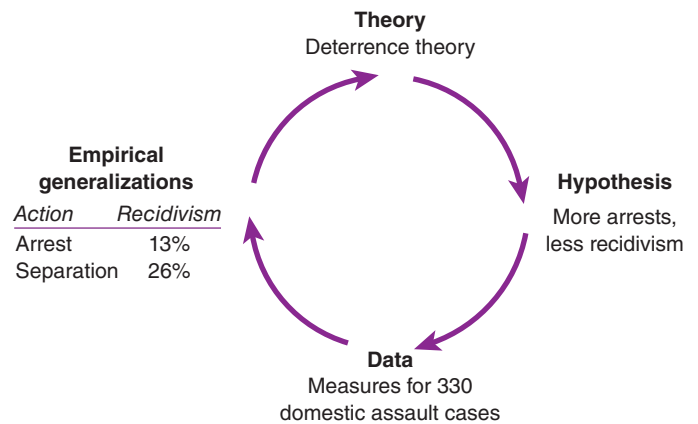 Theory
Deterrence theory
Empirical
generalizations
Action Recidivism
Arrest 13%
Separation 26%
Hypothesis
More arrests,
less recidivism
Data
Measures for 330
domestic assault cases